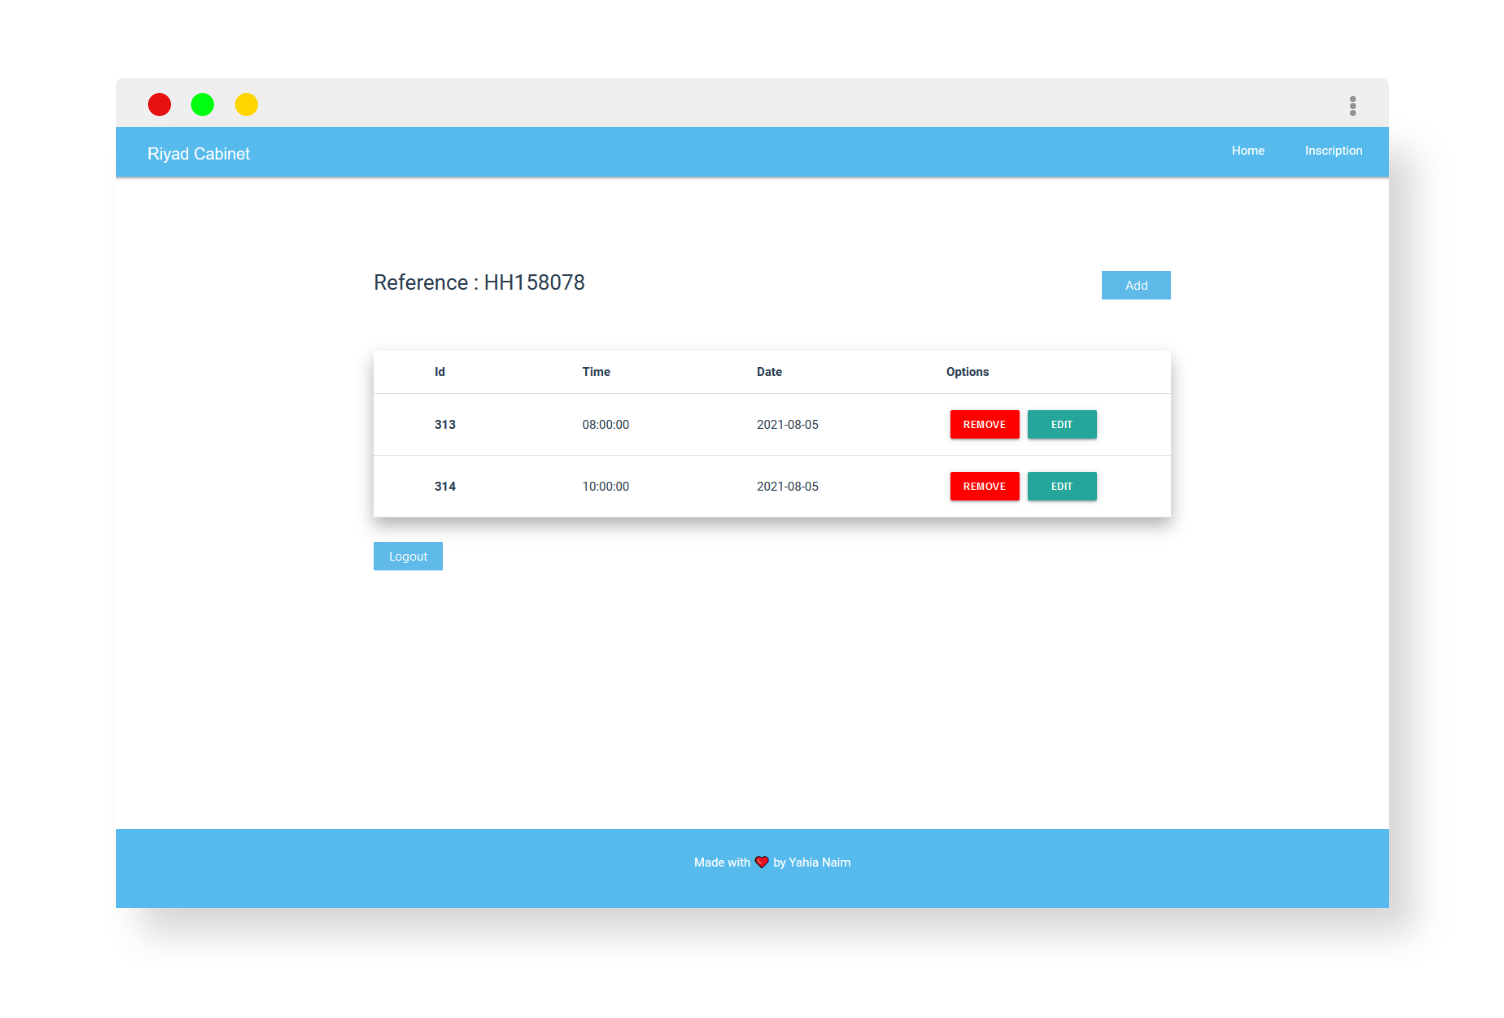 Riyad Cabinet Home Inscription
Reference : HH158078 Add
Id Time Date Options
313 08:00:00 2021-08-05 REMOVE EDIT
314 10:00:00 2021-08-05 REMOVE EDIT
Logout
Made with ❤ by Yahia Naim